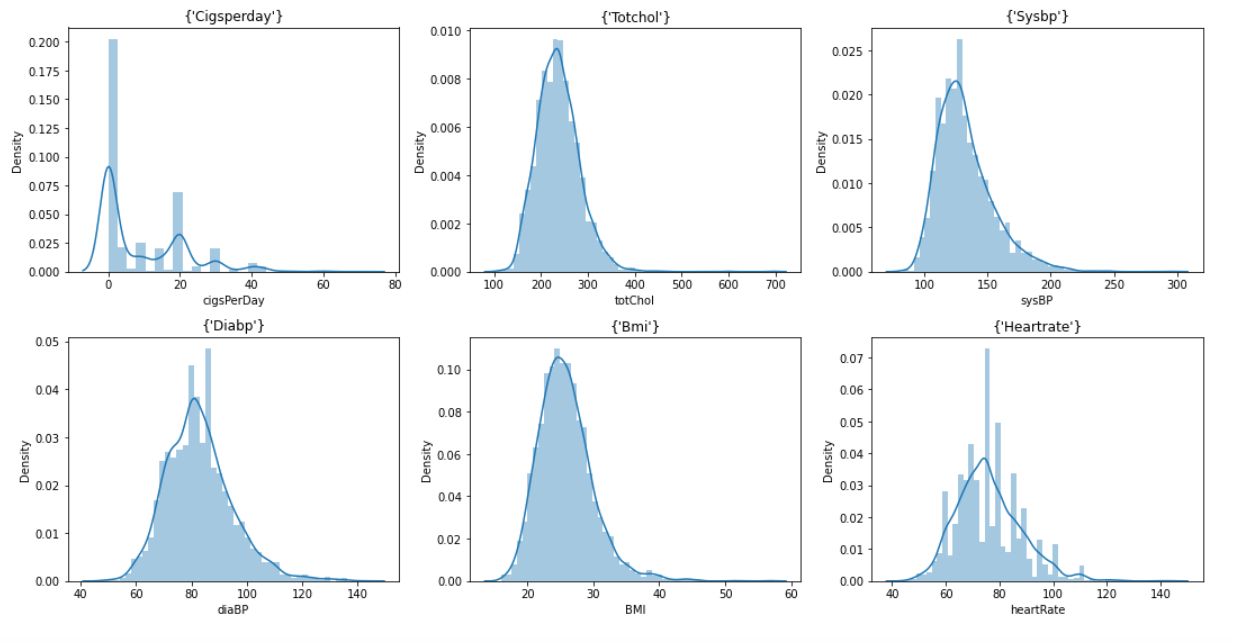 {'Cigsperday'}
0.200
0.175
0.150
0.125
0.100
0.075
0.050
0.025
0.000
Density
0 20 40 60 80
cigsPerDay
{'Totchol'}
0.010
0.008
0.006
0.004
0.002
0.000
Density
100 200 300 400 500 600 700
totChol
{'Sysbp'}
0.025
0.020
0.015
0.010
0.005
0.000
Density
100 150 200 250 300
sysBP
{'Diabp'}
0.05
0.04
0.03
0.02
0.01
0.00
Density
40 60 80 100 120 140
diaBP
{'Bmi'}
0.10
0.08
0.06
0.04
0.02
0.00
Density
20 30 40 50 60
BMI
{'Heartrate'}
0.07
0.06
0.05
0.04
0.03
0.02
0.01
0.00
Density
40 60 80 100 120 140
heartRate